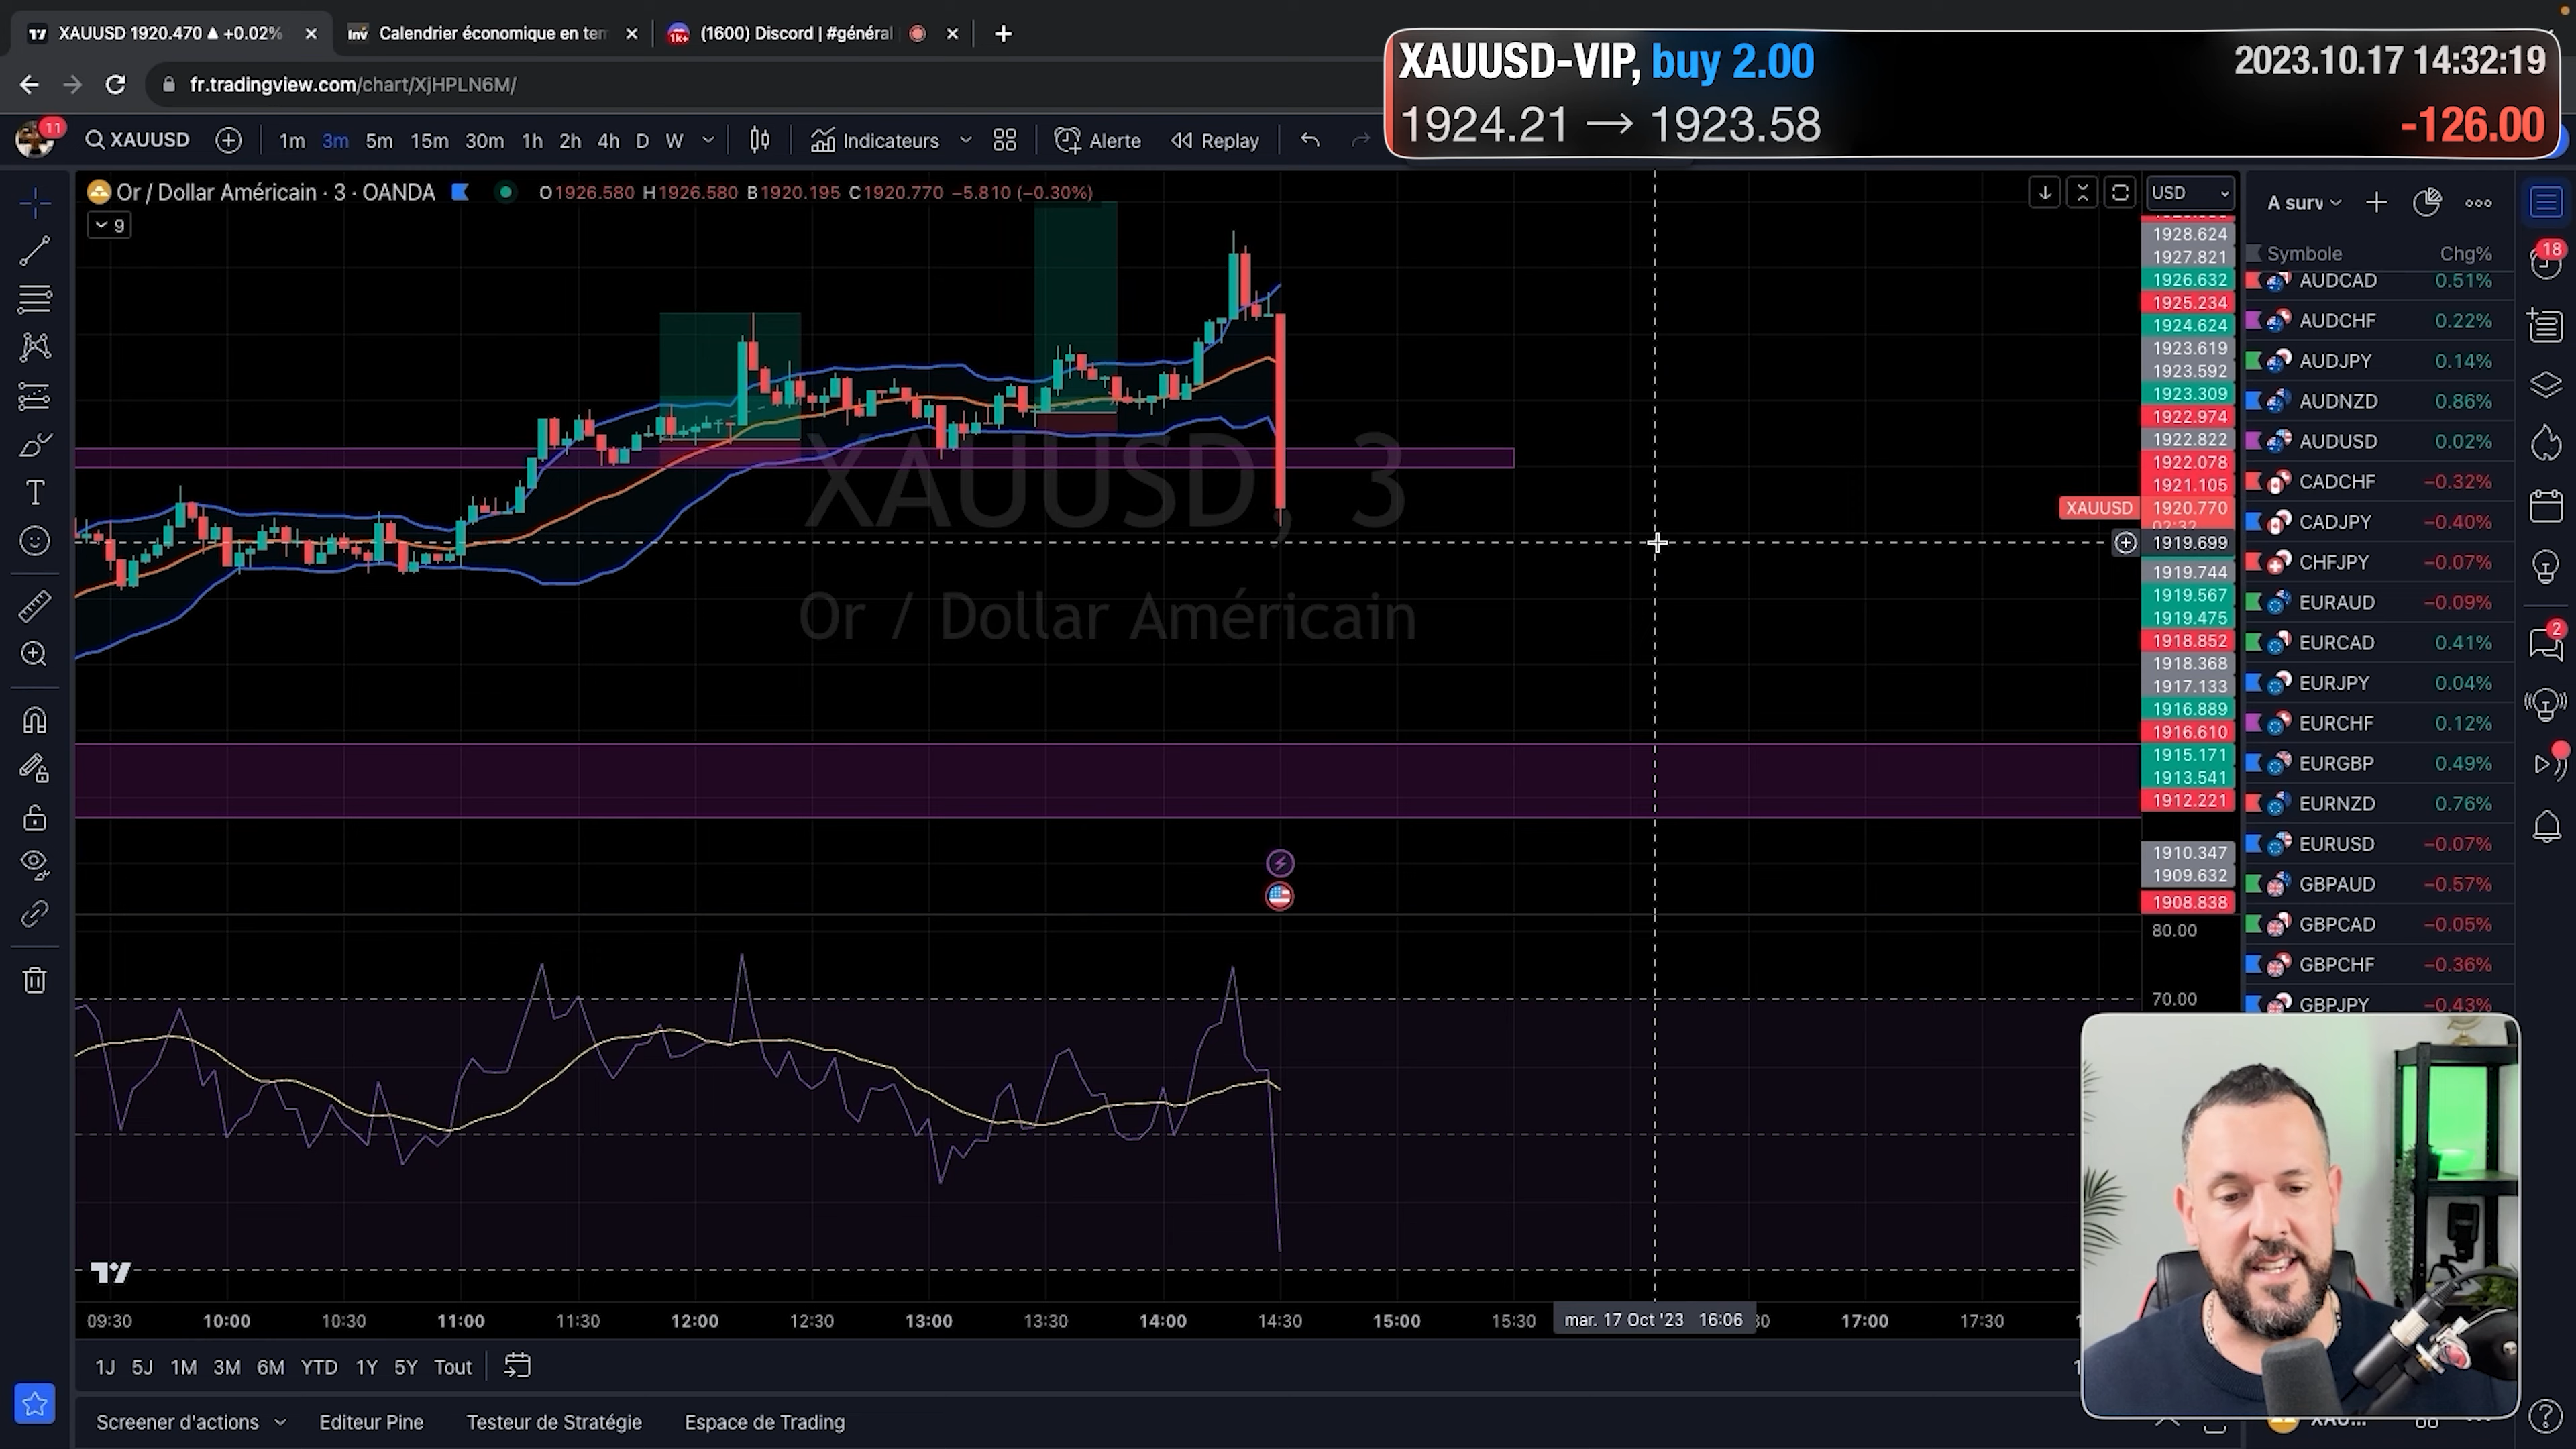 XAUUSD 1920.470 ▲ +0.02%
Inv
Calendrier économique en tem
1k+
(1600) Discord | #général
fr.tradingview.com/chart/XjHPLN6M/
XAUUSD-VIP, buy 2.00
2023.10.17 14:32:19
1924.21 → 1923.58
-126.00
11
XAUUSD
1m 3m 5m 15m 30m 1h 2h 4h D W
Indicateurs
Alerte
Replay
Or / Dollar Américain · 3 · OANDA
O1926.580 H1926.580 B1920.195 C1920.770 −5.810 (−0.30%)
9
XAUUSD, 3
Or / Dollar Américain
USD
1928.624
1927.821
1926.632
1925.234
1924.624
1923.619
1923.592
1923.309
1922.974
1922.822
1922.078
1921.105
XAUUSD 1920.770
02:32
1919.699
1919.744
1919.567
1919.475
1918.852
1918.368
1917.133
1916.889
1916.610
1915.171
1913.541
1912.221
1910.347
1909.632
1908.838
80.00
70.00
A surv
Symbole Chg%
AUDCAD 0.51%
AUDCHF 0.22%
AUDJPY 0.14%
AUDNZD 0.86%
AUDUSD 0.02%
CADCHF −0.32%
CADJPY −0.40%
CHFJPY −0.07%
EURAUD −0.09%
EURCAD 0.41%
EURJPY 0.04%
EURCHF 0.12%
EURGBP 0.49%
EURNZD 0.76%
EURUSD −0.07%
GBPAUD −0.57%
GBPCAD −0.05%
GBPCHF −0.36%
GBPJPY −0.43%
18
2
09:30 10:00 10:30 11:00 11:30 12:00 12:30 13:00 13:30 14:00 14:30 15:00 15:30 mar. 17 Oct '23 16:06 17:00 17:30
1J 5J 1M 3M 6M YTD 1Y 5Y Tout
Screener d'actions
Editeur Pine
Testeur de Stratégie
Espace de Trading
XAU...